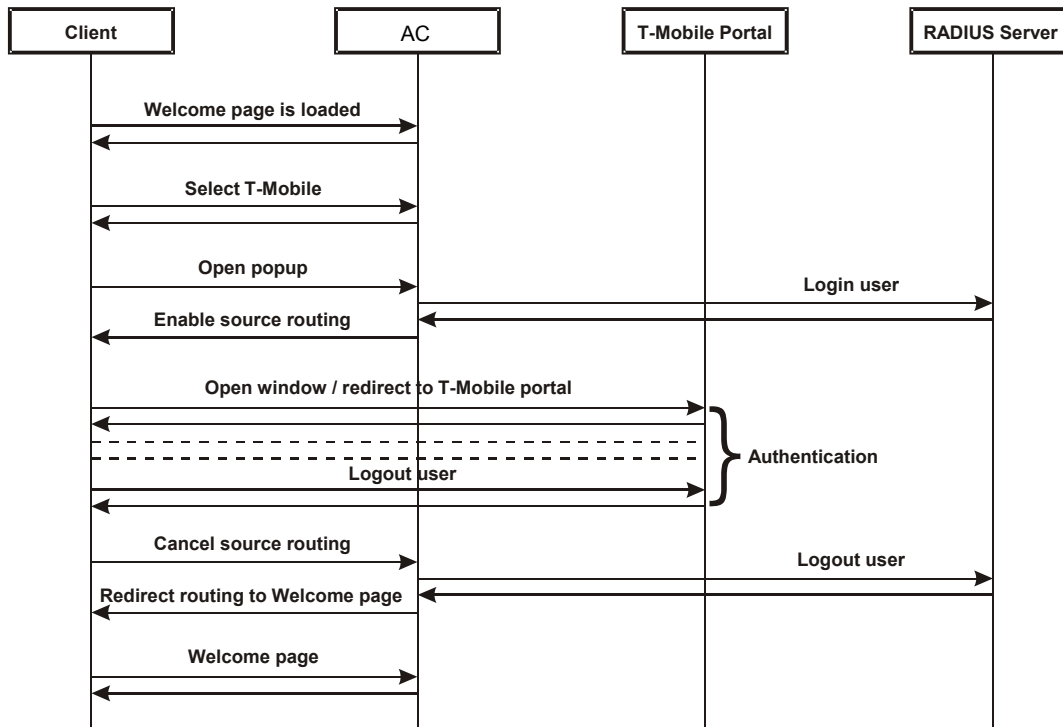 Client
AC
T-Mobile Portal
RADIUS Server
Welcome page is loaded
Select T-Mobile
Open popup
Login user
Enable source routing
Open window / redirect to T-Mobile portal
Authentication
Logout user
Cancel source routing
Logout user
Redirect routing to Welcome page
Welcome page